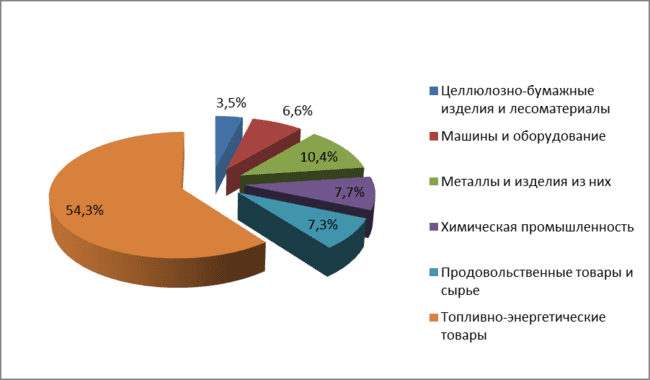 3,5%
6,6%
10,4%
7,7%
7,3%
54,3%
Целлюлозно-бумажные
изделия и лесоматериалы
Машины и оборудование
Металлы и изделия из них
Химическая промышленность
Продовольственные товары и
сырье
Топливно-энергетические
товары